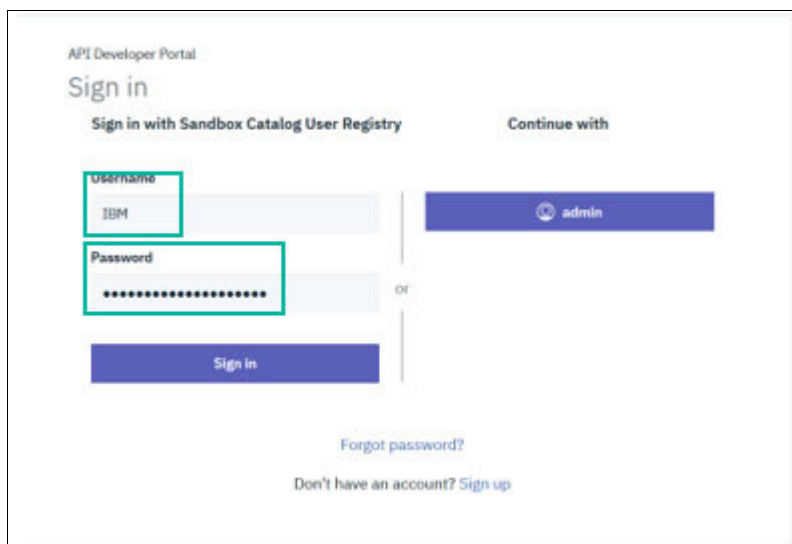 API Developer Portal
Sign in
Sign in with Sandbox Catalog User Registry
Continue with
Username
IBM
admin
Password
••••••••••••••••••••
or
Sign in
Forgot password?
Don't have an account? Sign up